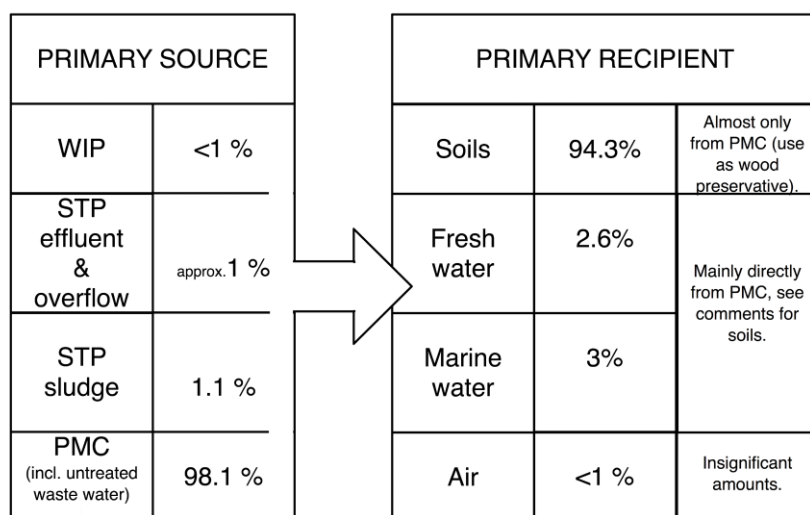 PRIMARY SOURCE
WIP
<1 %
STP
effluent
&
overflow
approx.1 %
STP
sludge
1.1 %
PMC
(incl. untreated
waste water)
98.1 %
PRIMARY RECIPIENT
Soils
94.3%
Almost only
from PMC (use
as wood
preservative).
Fresh
water
2.6%
Mainly directly
from PMC, see
comments for
soils.
Marine
water
3%
Air
<1 %
Insignificant
amounts.